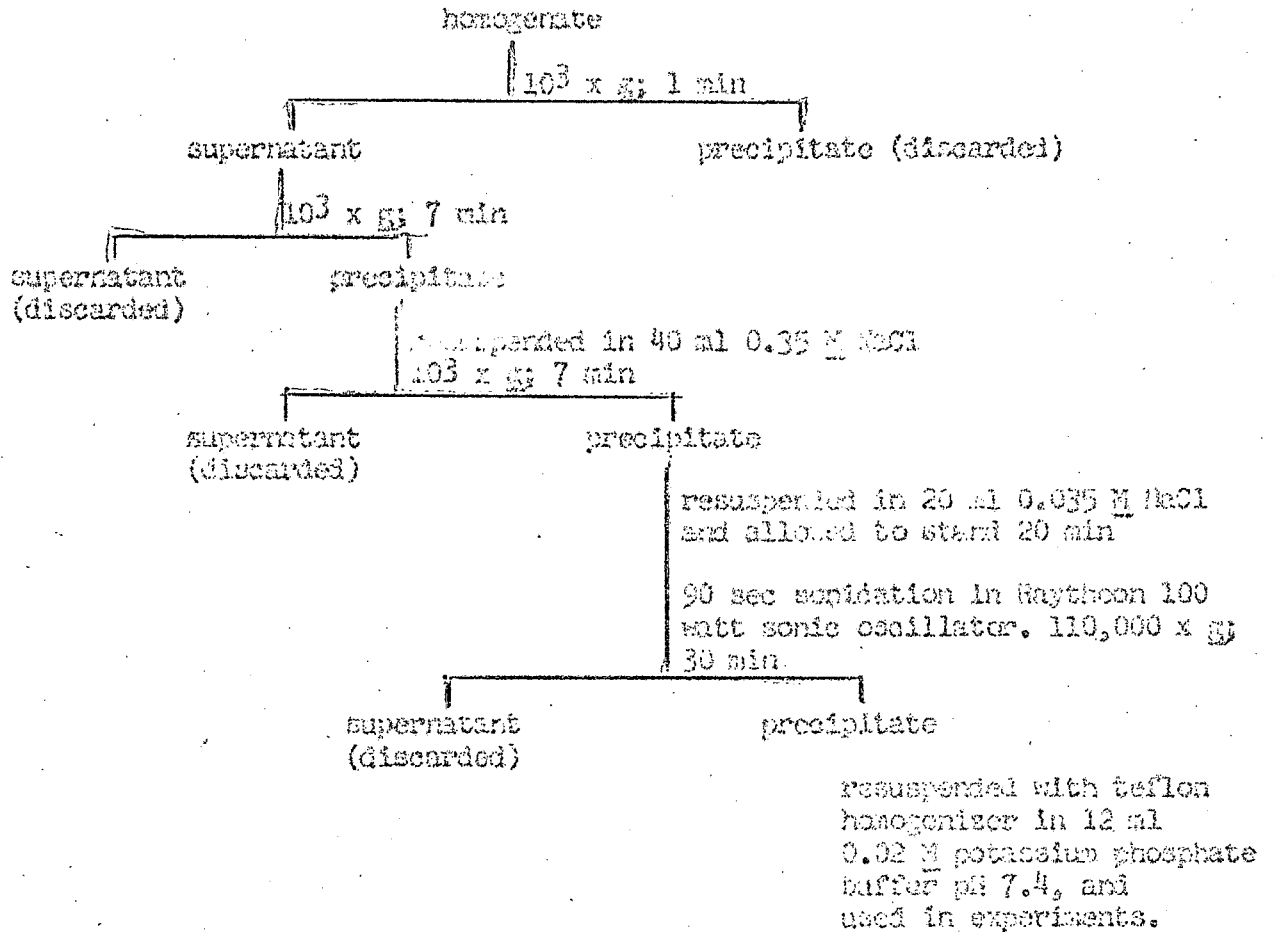 homogenate
10³ x g; 1 min
supernatant precipitate (discarded)
10³ x g; 7 min
supernatant precipitate
(discarded)
resuspended in 40 ml 0.35 M NaCl
10³ x g; 7 min
supernatant precipitate
(discarded)
resuspended in 20 ml 0.035 M NaCl
and allowed to stand 20 min
90 sec sonidation in Raytheon 100
watt sonic oscillator. 110,000 x g;
30 min
supernatant precipitate
(discarded)
resuspended with teflon
homogenizer in 12 ml
0.02 M potassium phosphate
buffer pH 7.4, and
used in experiments.